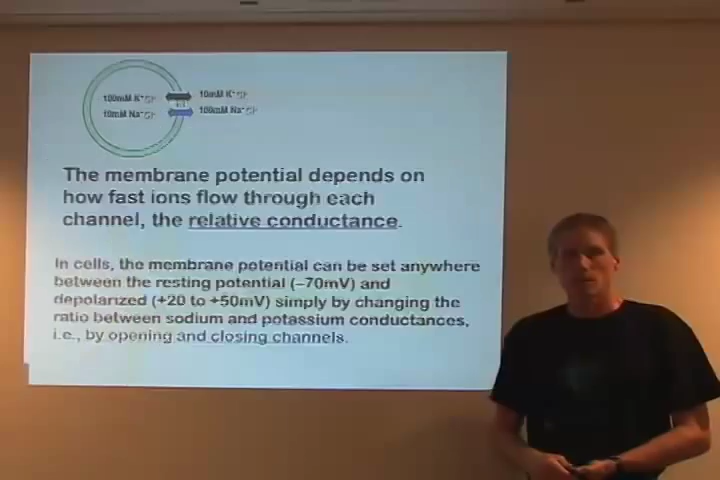 100mM K⁺Cl⁻ 10mM K⁺Cl⁻
10mM Na⁺Cl⁻ 100mM Na⁺Cl⁻
The membrane potential depends on
how fast ions flow through each
channel, the relative conductance.
In cells, the membrane potential can be set anywhere
between the resting potential (−70mV) and
depolarized (+20 to +50mV) simply by changing the
ratio between sodium and potassium conductances,
i.e., by opening and closing channels.